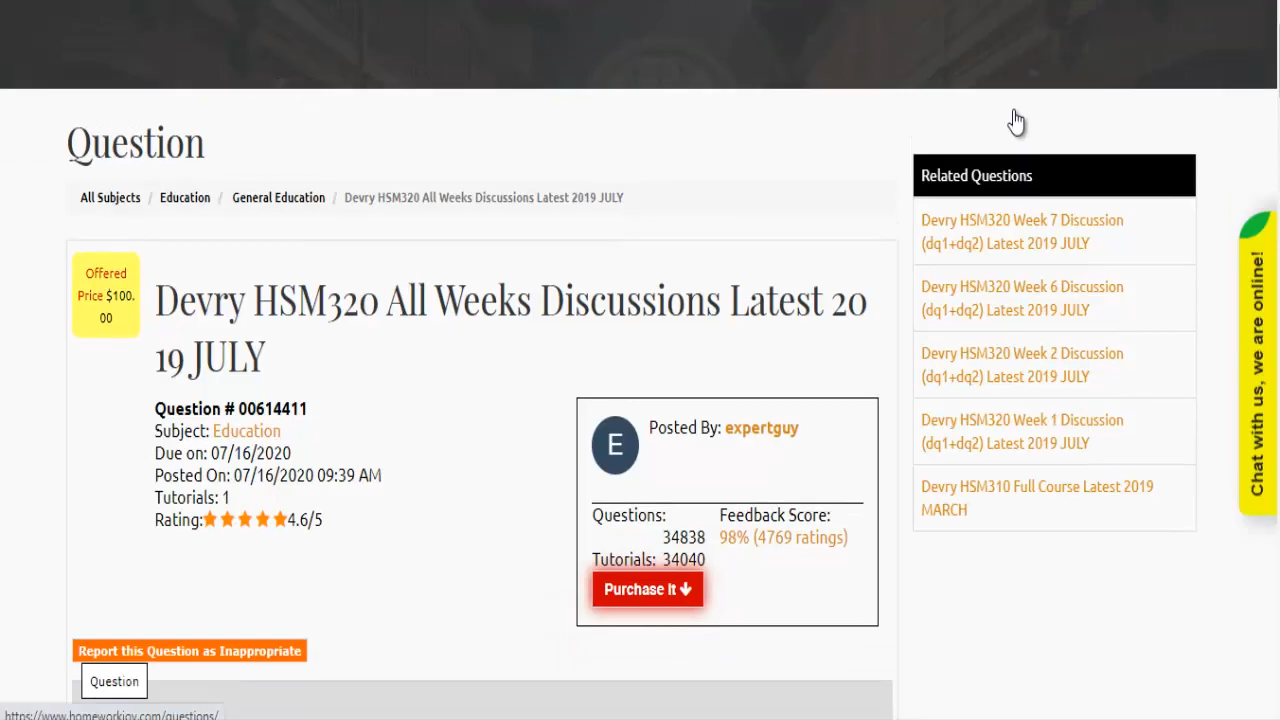 Question
All Subjects / Education / General Education / Devry HSM320 All Weeks Discussions Latest 2019 JULY
Offered
Price $100.
00
Devry HSM320 All Weeks Discussions Latest 20
19 JULY
Question # 00614411
Subject: Education
Due on: 07/16/2020
Posted On: 07/16/2020 09:39 AM
Tutorials: 1
Rating: 4.6/5
E
Posted By: expertguy
Questions:
34838
Tutorials: 34040
Feedback Score:
98% (4769 ratings)
Purchase it
Report this Question as Inappropriate
Question
Related Questions
Devry HSM320 Week 7 Discussion
(dq1+dq2) Latest 2019 JULY
Devry HSM320 Week 6 Discussion
(dq1+dq2) Latest 2019 JULY
Devry HSM320 Week 2 Discussion
(dq1+dq2) Latest 2019 JULY
Devry HSM320 Week 1 Discussion
(dq1+dq2) Latest 2019 JULY
Devry HSM310 Full Course Latest 2019
MARCH
Chat with us, we are online!
https://www.homeworkjoy.com/questions/